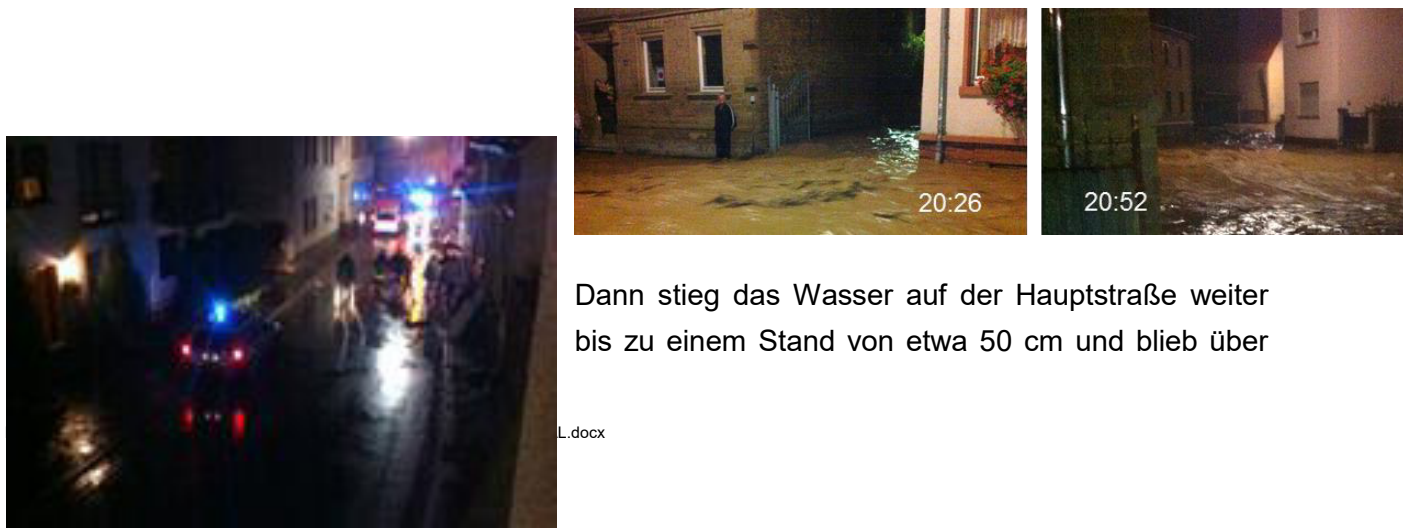 20:26
20:52
Dann stieg das Wasser auf der Hauptstraße weiter
bis zu einem Stand von etwa 50 cm und blieb über
L.docx